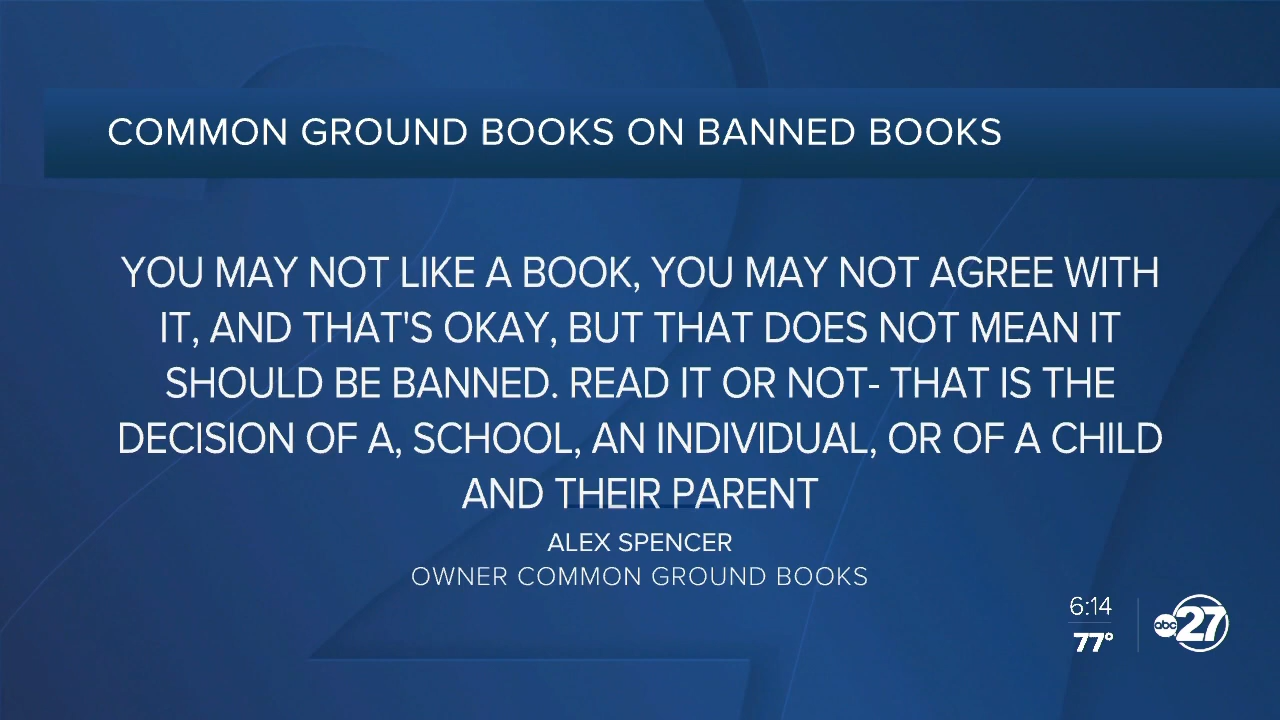 COMMON GROUND BOOKS ON BANNED BOOKS
YOU MAY NOT LIKE A BOOK, YOU MAY NOT AGREE WITH
IT, AND THAT'S OKAY, BUT THAT DOES NOT MEAN IT
SHOULD BE BANNED. READ IT OR NOT- THAT IS THE
DECISION OF A, SCHOOL, AN INDIVIDUAL, OR OF A CHILD
AND THEIR PARENT
ALEX SPENCER
OWNER COMMON GROUND BOOKS
6:14
77°
abc 27